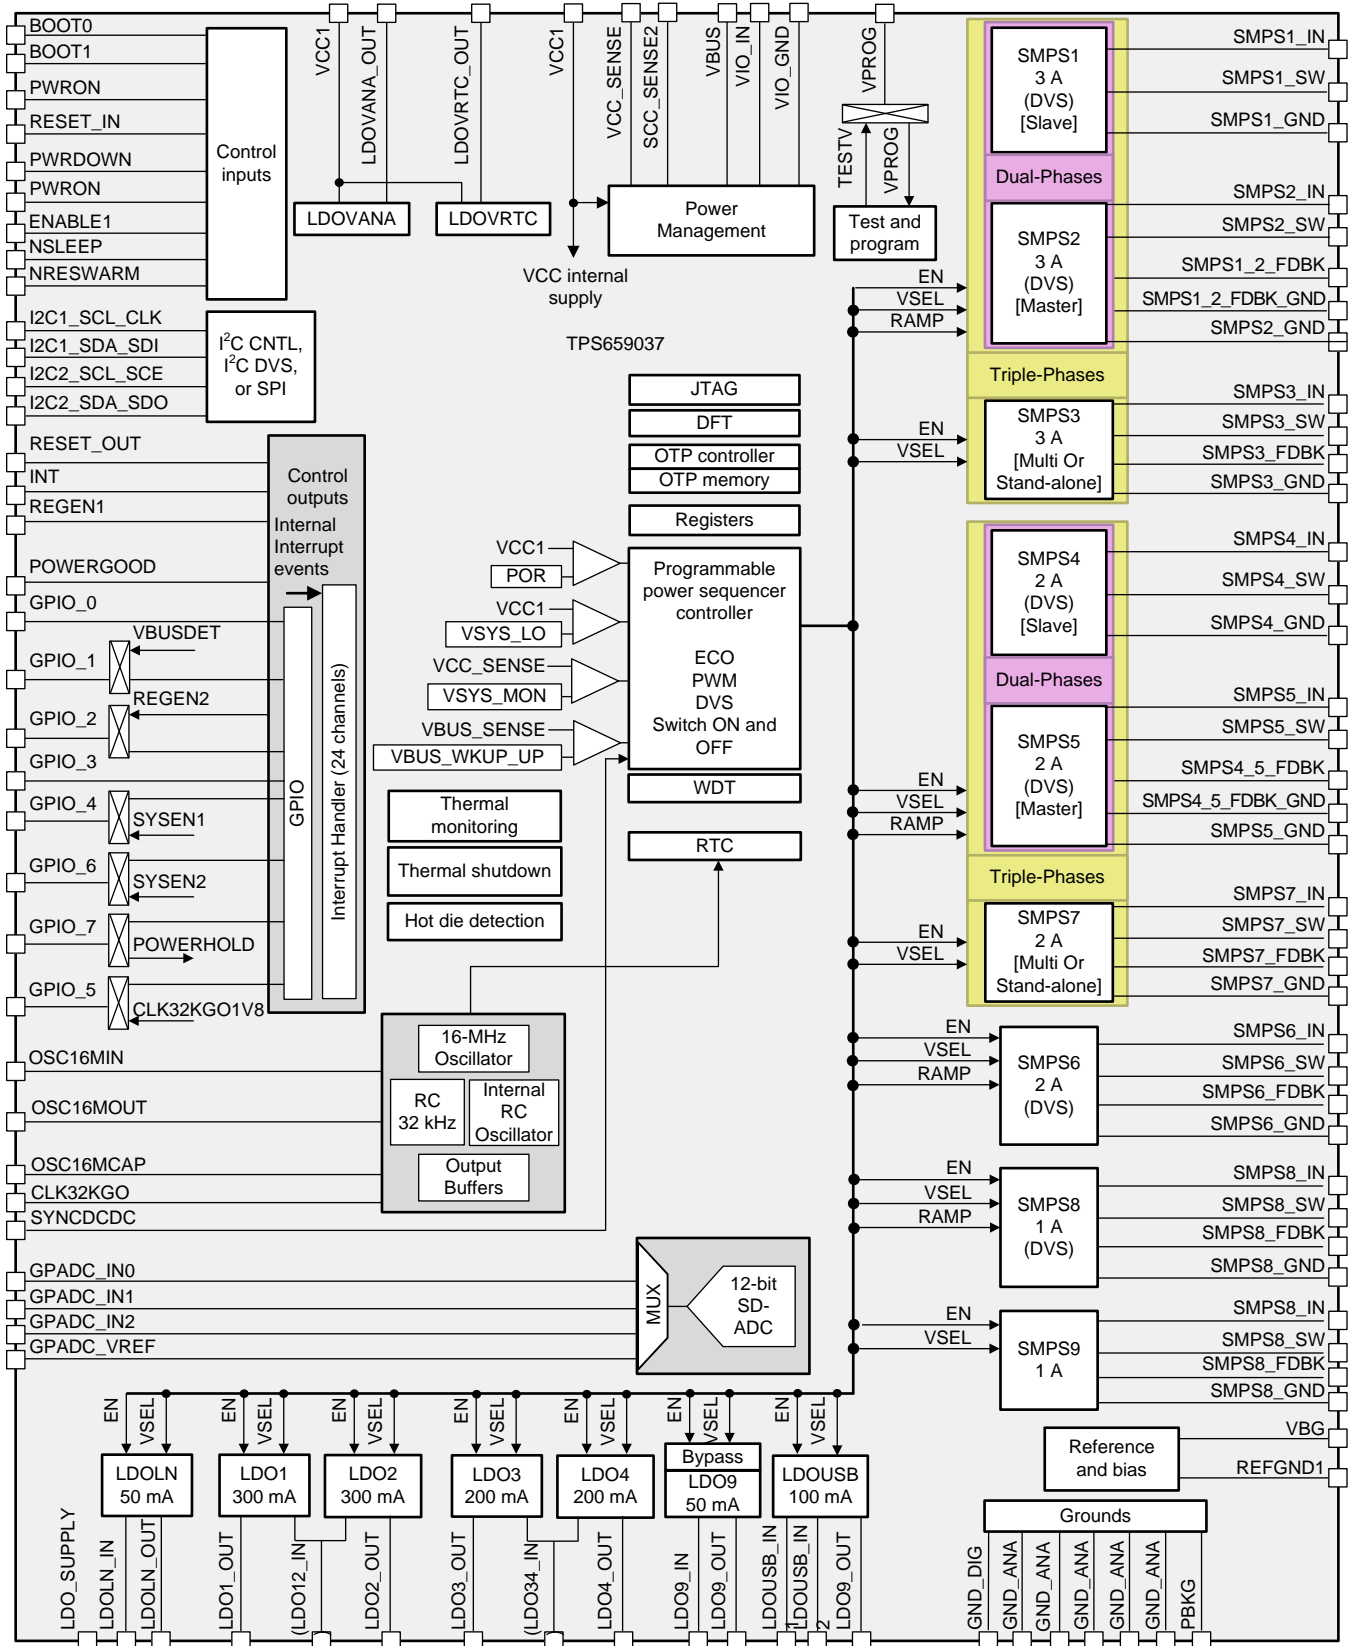 BOOT0
BOOT1
PWRON
RESET_IN
PWRDOWN
PWRON
ENABLE1
NSLEEP
NRESWARM
Control
inputs
I2C1_SCL_CLK
I2C1_SDA_SDI
I2C2_SCL_SCE
I2C2_SDA_SDO
I²C CNTL,
I²C DVS,
or SPI
VCC1
LDOVANA_OUT
LDOVRTC_OUT
LDOVANA
LDOVRTC
VCC1
VCC_SENSE
SCC_SENSE2
VBUS
VIO_IN
VIO_GND
Power
Management
VCC internal
supply
VPROG
TESTV
VPROG
Test and
program
TPS659037
JTAG
DFT
OTP controller
OTP memory
Registers
VCC1
POR
VCC1
VSYS_LO
VCC_SENSE
VSYS_MON
VBUS_SENSE
VBUS_WKUP_UP
Programmable
power sequencer
controller
ECO
PWM
DVS
Switch ON and
OFF
WDT
RTC
Thermal
monitoring
Thermal shutdown
Hot die detection
RESET_OUT
INT
REGEN1
POWERGOOD
GPIO_0
GPIO_1
VBUSDET
GPIO_2
REGEN2
GPIO_3
GPIO_4
SYSEN1
GPIO_6
SYSEN2
GPIO_7
POWERHOLD
GPIO_5
CLK32KGO1V8
Control
outputs
Internal
Interrupt
events
GPIO
Interrupt Handler (24 channels)
OSC16MIN
OSC16MOUT
OSC16MCAP
CLK32KGO
SYNCDCDC
16-MHz
Oscillator
RC
32 kHz
Internal
RC
Oscillator
Output
Buffers
GPADC_IN0
GPADC_IN1
GPADC_IN2
GPADC_VREF
MUX
12-bit
SD-
ADC
SMPS1
3 A
(DVS)
[Slave]
Dual-Phases
SMPS2
3 A
(DVS)
[Master]
Triple-Phases
SMPS3
3 A
[Multi Or
Stand-alone]
EN
VSEL
RAMP
EN
VSEL
SMPS1_IN
SMPS1_SW
SMPS1_GND
SMPS2_IN
SMPS2_SW
SMPS1_2_FDBK
SMPS1_2_FDBK_GND
SMPS2_GND
SMPS3_IN
SMPS3_SW
SMPS3_FDBK
SMPS3_GND
SMPS4
2 A
(DVS)
[Slave]
Dual-Phases
SMPS5
2 A
(DVS)
[Master]
Triple-Phases
SMPS7
2 A
[Multi Or
Stand-alone]
EN
VSEL
RAMP
EN
VSEL
SMPS4_IN
SMPS4_SW
SMPS4_GND
SMPS5_IN
SMPS5_SW
SMPS4_5_FDBK
SMPS4_5_FDBK_GND
SMPS5_GND
SMPS7_IN
SMPS7_SW
SMPS7_FDBK
SMPS7_GND
EN
VSEL
RAMP
SMPS6
2 A
(DVS)
SMPS6_IN
SMPS6_SW
SMPS6_FDBK
SMPS6_GND
EN
VSEL
RAMP
SMPS8
1 A
(DVS)
SMPS8_IN
SMPS8_SW
SMPS8_FDBK
SMPS8_GND
EN
VSEL
SMPS9
1 A
SMPS8_IN
SMPS8_SW
SMPS8_FDBK
SMPS8_GND
Reference
and bias
VBG
REFGND1
Grounds
GND_DIG
GND_ANA
GND_ANA
GND_ANA
GND_ANA
GND_ANA
PBKG
EN
VSEL
EN
VSEL
EN
VSEL
EN
VSEL
EN
VSEL
EN
VSEL
EN
VSEL
LDOLN
50 mA
LDO1
300 mA
LDO2
300 mA
LDO3
200 mA
LDO4
200 mA
Bypass
LDO9
50 mA
LDOUSB
100 mA
LDO_SUPPLY
LDOLN_IN
LDOLN_OUT
LDO1_OUT
(LDO12_IN)
LDO2_OUT
LDO3_OUT
(LDO34_IN)
LDO4_OUT
LDO9_IN
LDO9_OUT
LDOUSB_IN
1
LDOUSB_IN
2
LDO9_OUT